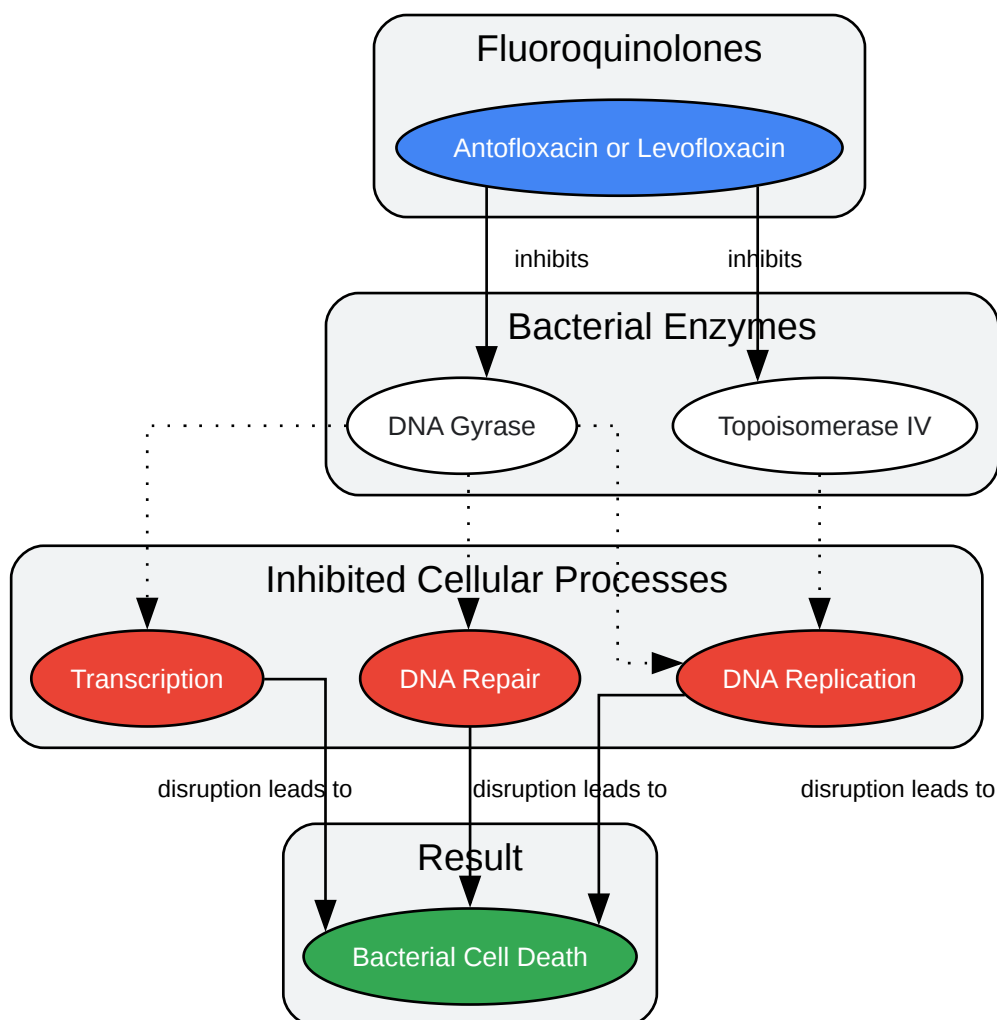 Fluoroquinolones
Antofloxacin or Levofloxacin
inhibits
inhibits
Bacterial Enzymes
DNA Gyrase
Topoisomerase IV
Inhibited Cellular Processes
Transcription
DNA Repair
DNA Replication
disruption leads to
disruption leads to
disruption leads to
Result
Bacterial Cell Death